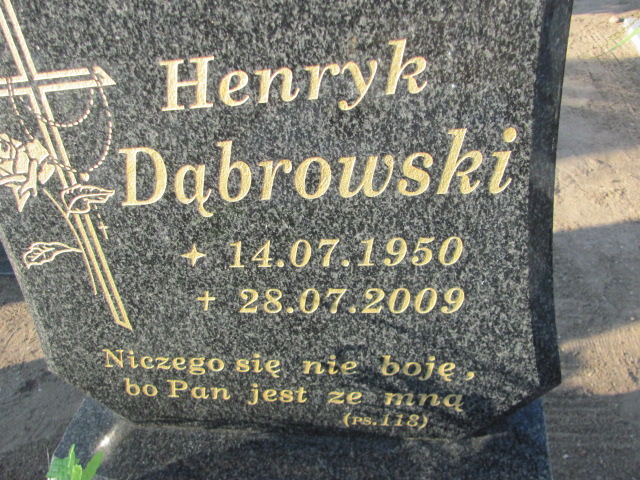 Henryk
Dąbrowski
✦ 14.07.1950
✝ 28.07.2009
Niczego się nie boję,
bo Pan jest ze mną
(PS.118)